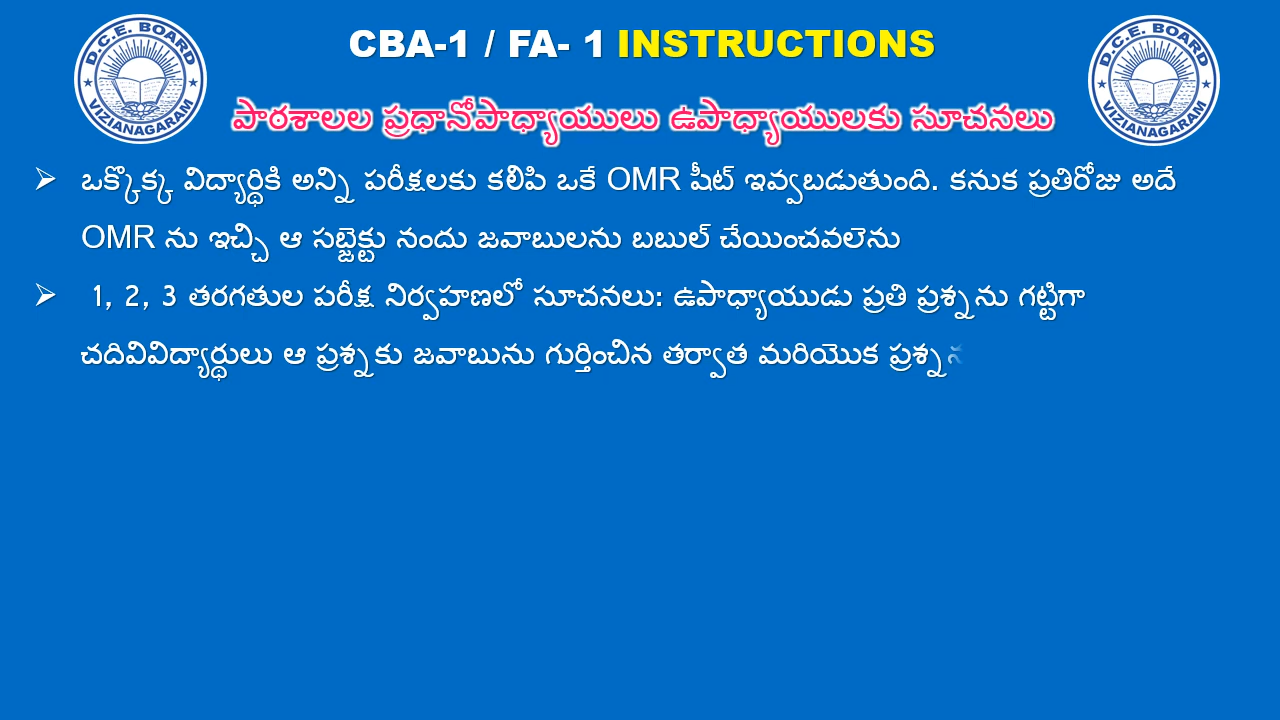 D.C.E. BOARD
VIZIANAGARAM
CBA-1 / FA- 1 INSTRUCTIONS
D.C.E. BOARD
VIZIANAGARAM
పాఠశాలల ప్రధానోపాధ్యాయులు ఉపాధ్యాయులకు సూచనలు
➢ ఒక్కొక్క విద్యార్థికి అన్ని పరీక్షలకు కలిపి ఒకే OMR షీట్ ఇవ్వబడుతుంది. కనుక ప్రతిరోజు అదే
OMR ను ఇచ్చి ఆ సబ్జెక్టు నందు జవాబులను బబుల్ చేయించవలెను
➢ 1, 2, 3 తరగతుల పరీక్ష నిర్వహణలో సూచనలు: ఉపాధ్యాయుడు ప్రతి ప్రశ్నను గట్టిగా
చదివివిద్యార్థులు ఆ ప్రశ్నకు జవాబును గుర్తించిన తర్వాత మరియొక